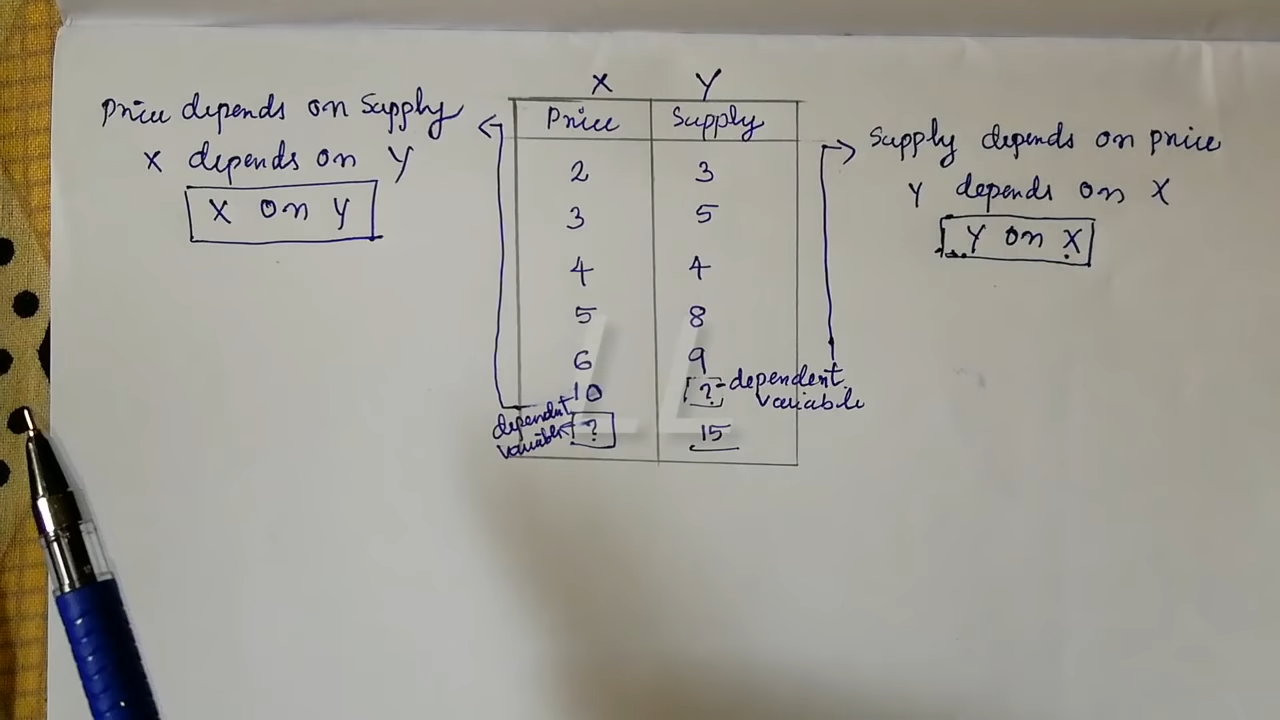 X Y
Price depends on Supply
X depends on Y
X on Y
Price Supply
2 3
3 5
4 4
5 8
6 9
10 ? - dependent variable
dependent variable ? 15
Supply depends on price
Y depends on X
Y on X
LL